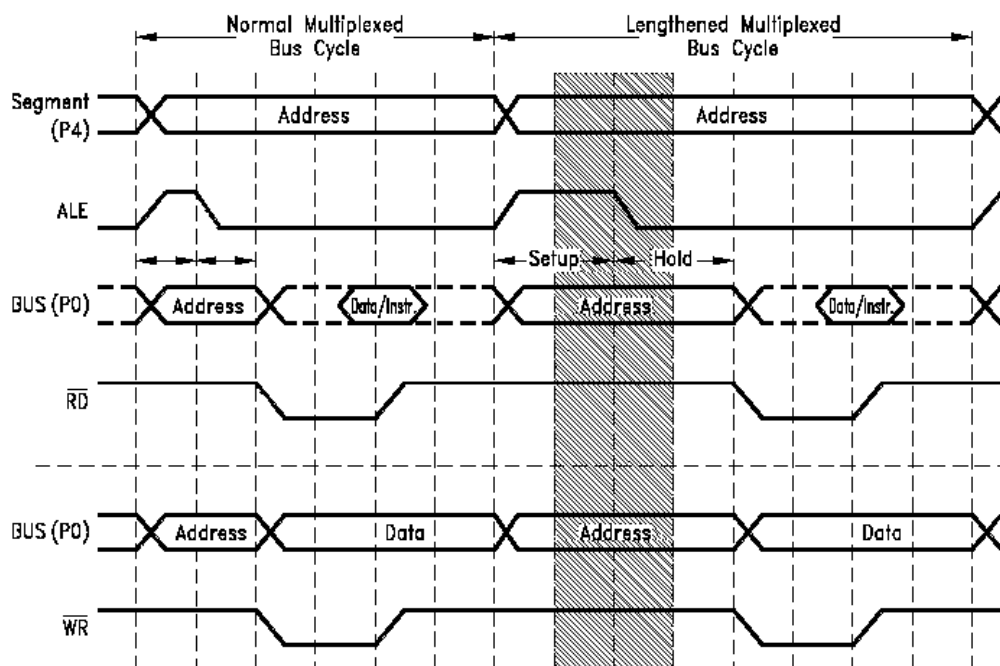 Normal Multiplexed
Bus Cycle
Lengthened Multiplexed
Bus Cycle
Segment
(P4)
Address
Address
ALE
Setup
Hold
BUS (P0)
Address
Data/Instr.
Address
Data/Instr.
RD
BUS (P0)
Address
Data
Address
Data
WR